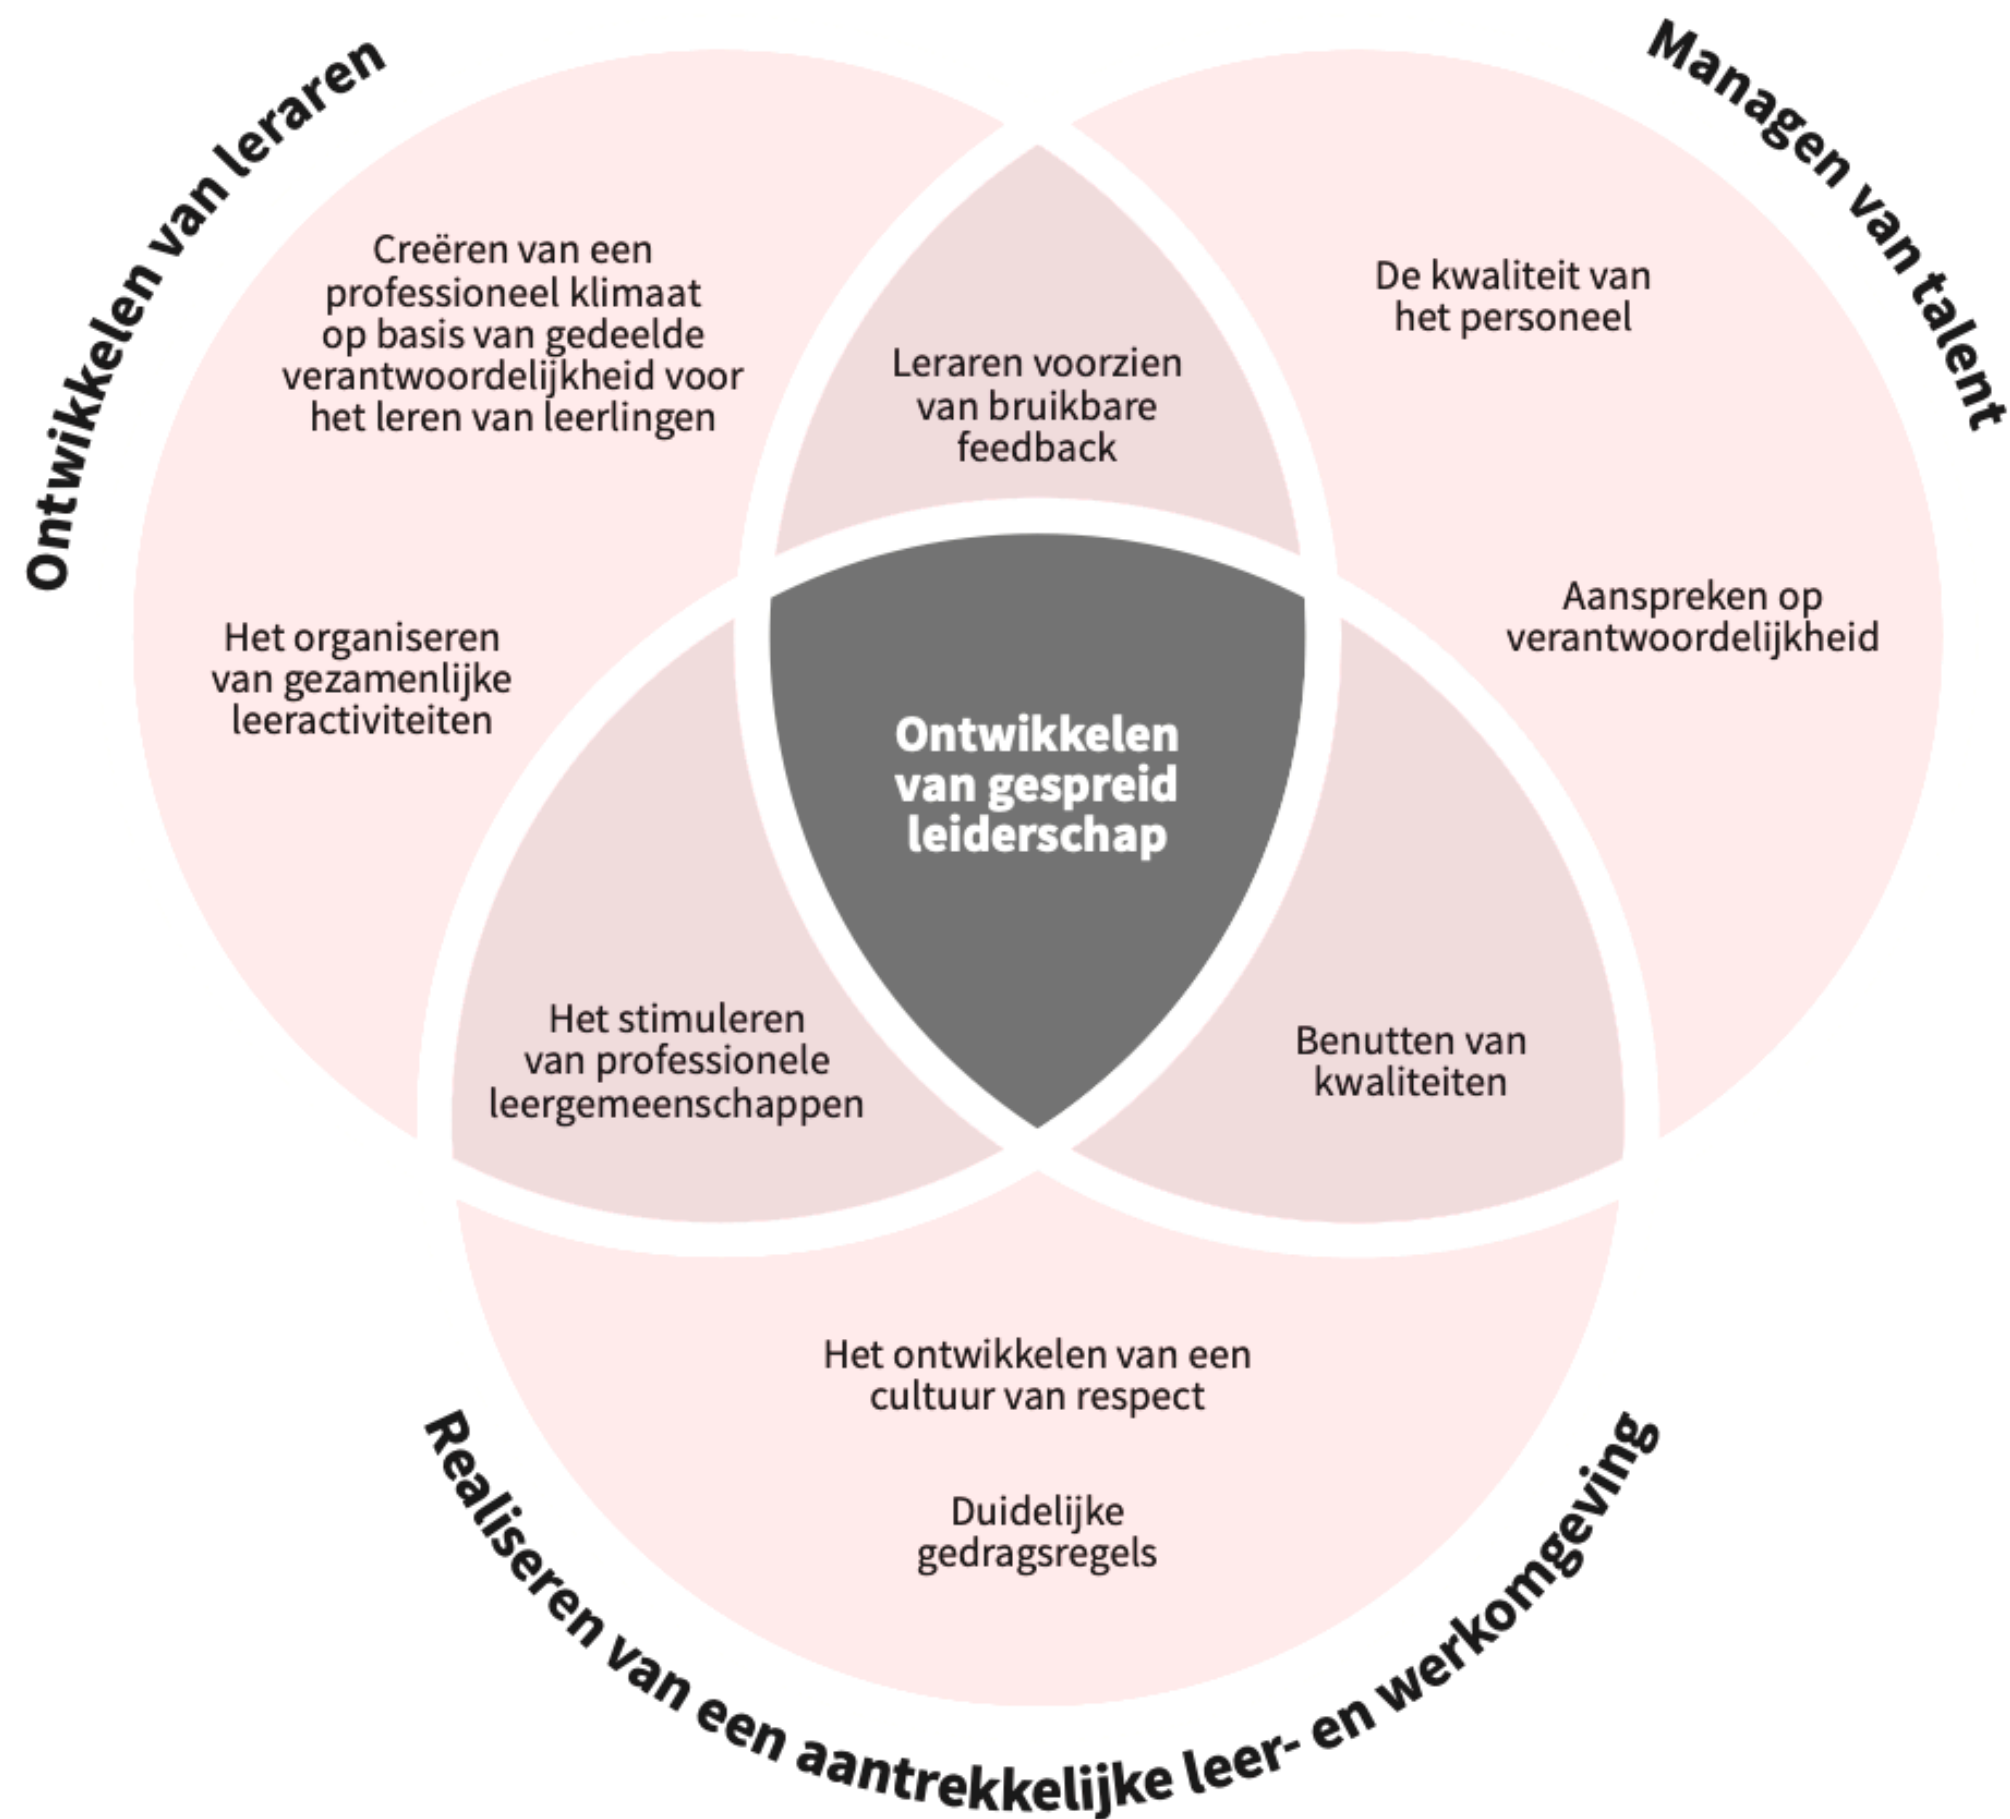 Ontwikkelen van leraren
Managen van talent
Creëren van een
professioneel klimaat
op basis van gedeelde
verantwoordelijkheid voor
het leren van leerlingen
Leraren voorzien
van bruikbare
feedback
De kwaliteit van
het personeel
Het organiseren
van gezamenlijke
leeractiviteiten
Aanspreken op
verantwoordelijkheid
Ontwikkelen
van gespreid
leiderschap
Het stimuleren
van professionele
leergemeenschappen
Benutten van
kwaliteiten
Het ontwikkelen van een
cultuur van respect
Duidelijke
gedragsregels
Realiseren van een aantrekkelijke leer- en werkomgeving